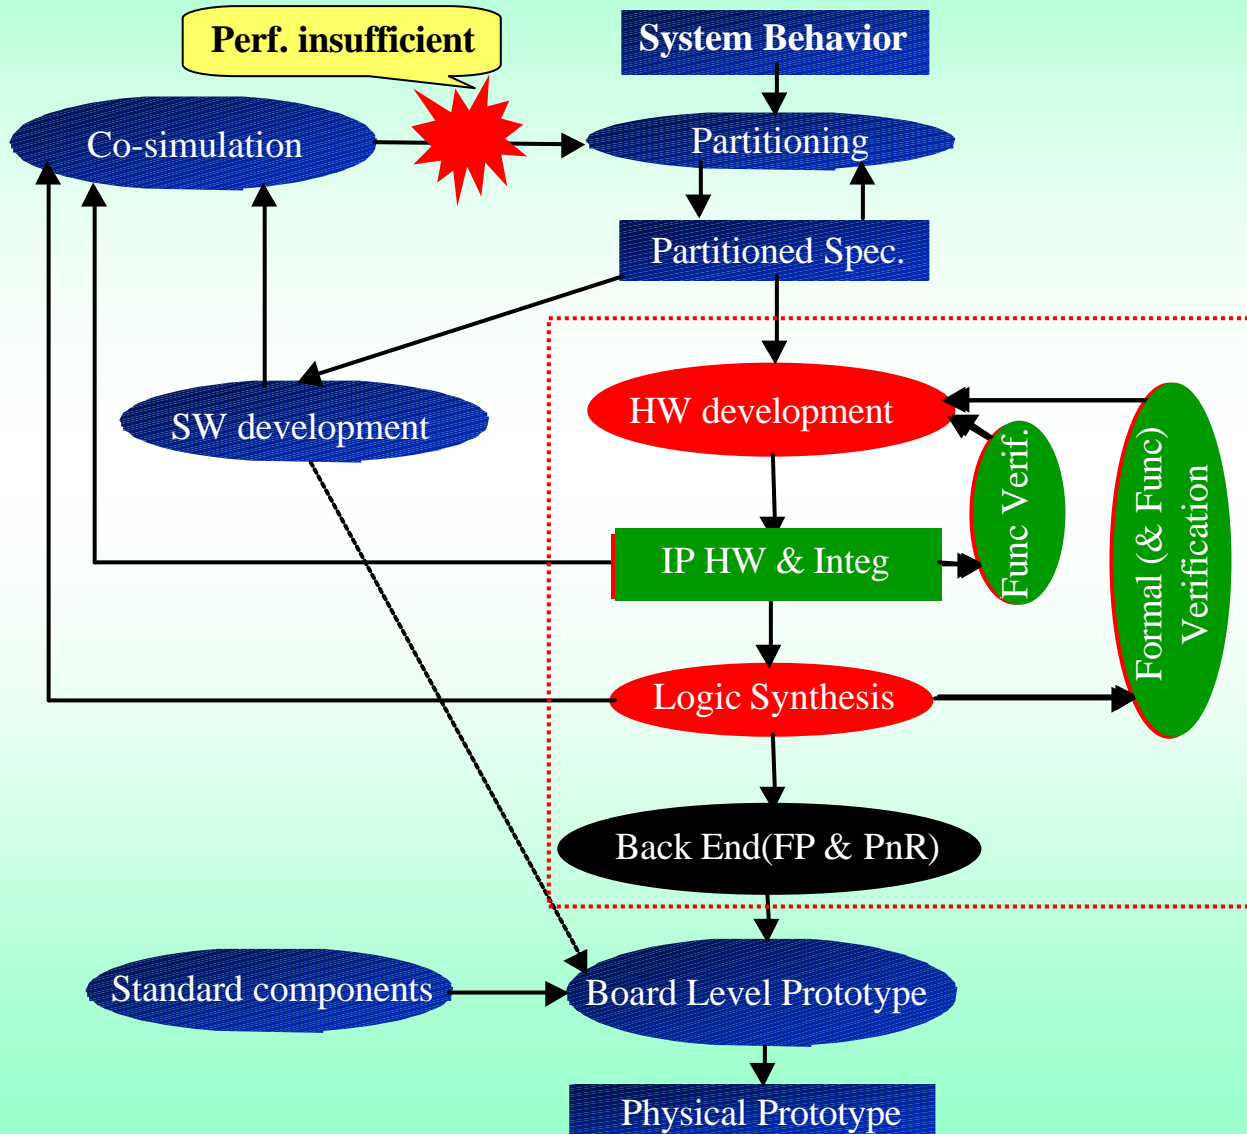 Perf. insufficient
System Behavior
Co-simulation
Partitioning
Partitioned Spec.
SW development
HW development
Func Verif.
Formal (& Func)
Verification
IP HW & Integ
Logic Synthesis
Back End(FP & PnR)
Standard components
Board Level Prototype
Physical Prototype